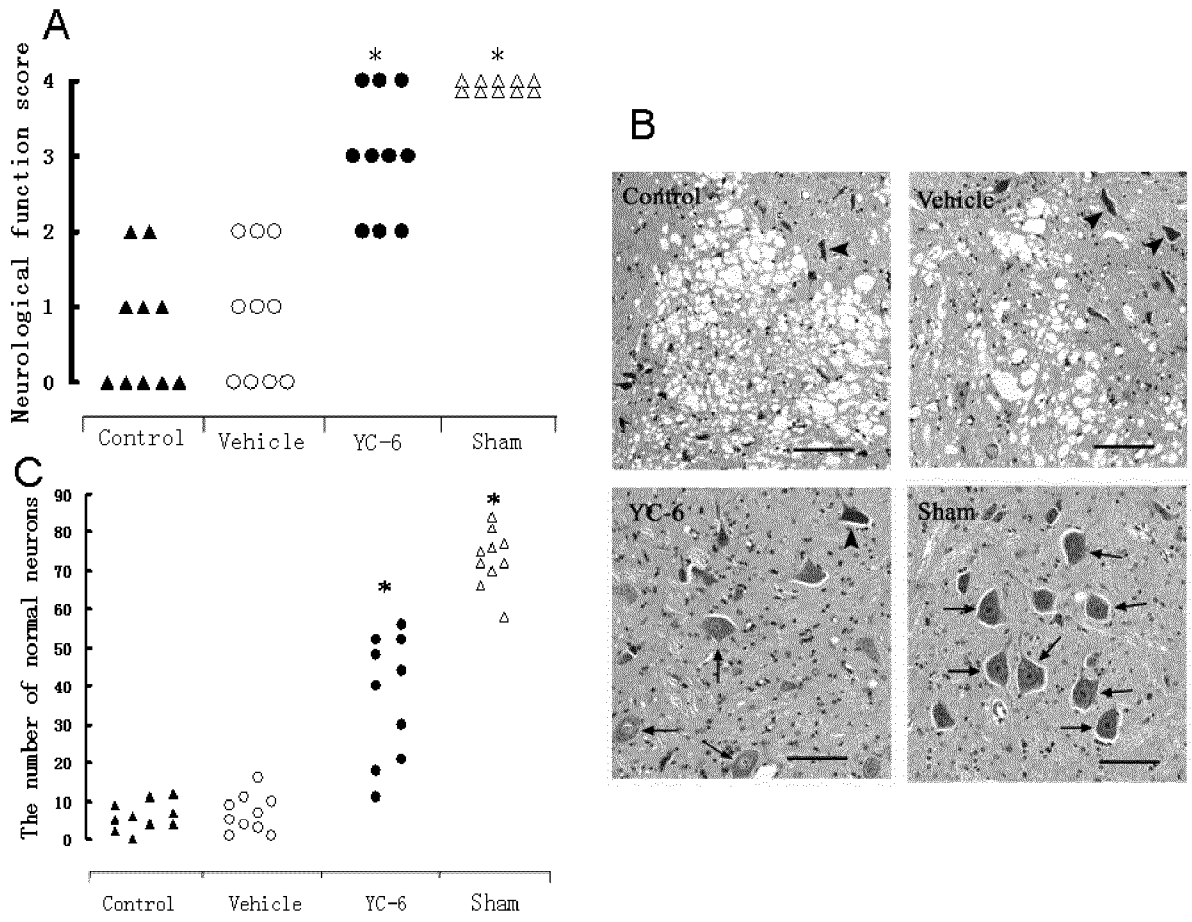 A
Neurological function score
*
*
4
3
2
1
0
Control Vehicle YC-6 Sham
B
Control
Vehicle
YC-6
Sham
C
The number of normal neurons
*
*
90
80
70
60
50
40
30
20
10
0
Control Vehicle YC-6 Sham